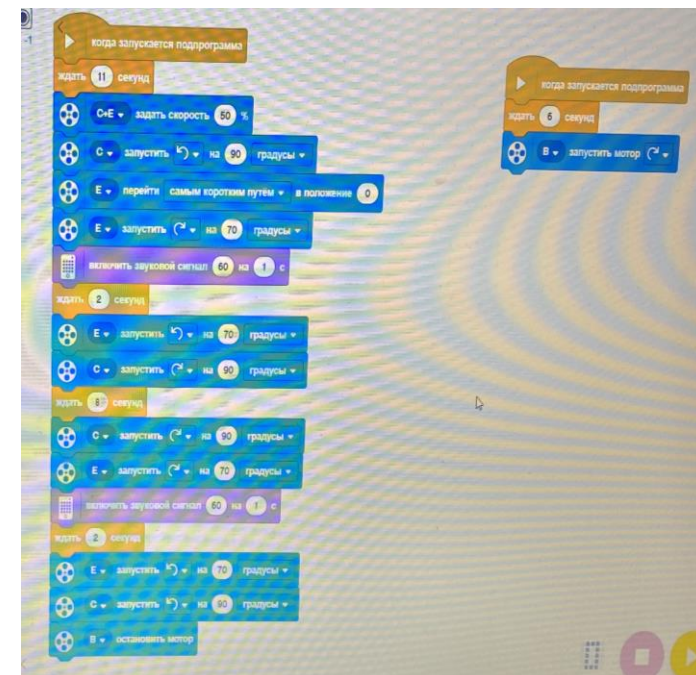 -1
когда запускается подпрограмма
ждать 11 секунд
C+E задать скорость 50 %
C запустить на 90 градусы
E перейти самым коротким путём в положение 0
E запустить на 70 градусы
включить звуковой сигнал 60 на 1 с
ждать 2 секунд
E запустить на 70 градусы
C запустить на 90 градусы
ждать секунд
C запустить на 90 градусы
E запустить на 70 градусы
включить звуковой сигнал 60 на 1 с
ждать 2 секунд
E запустить на 70 градусы
C запустить на 90 градусы
B остановить мотор
когда запускается подпрограмма
ждать 6 секунд
B запустить мотор